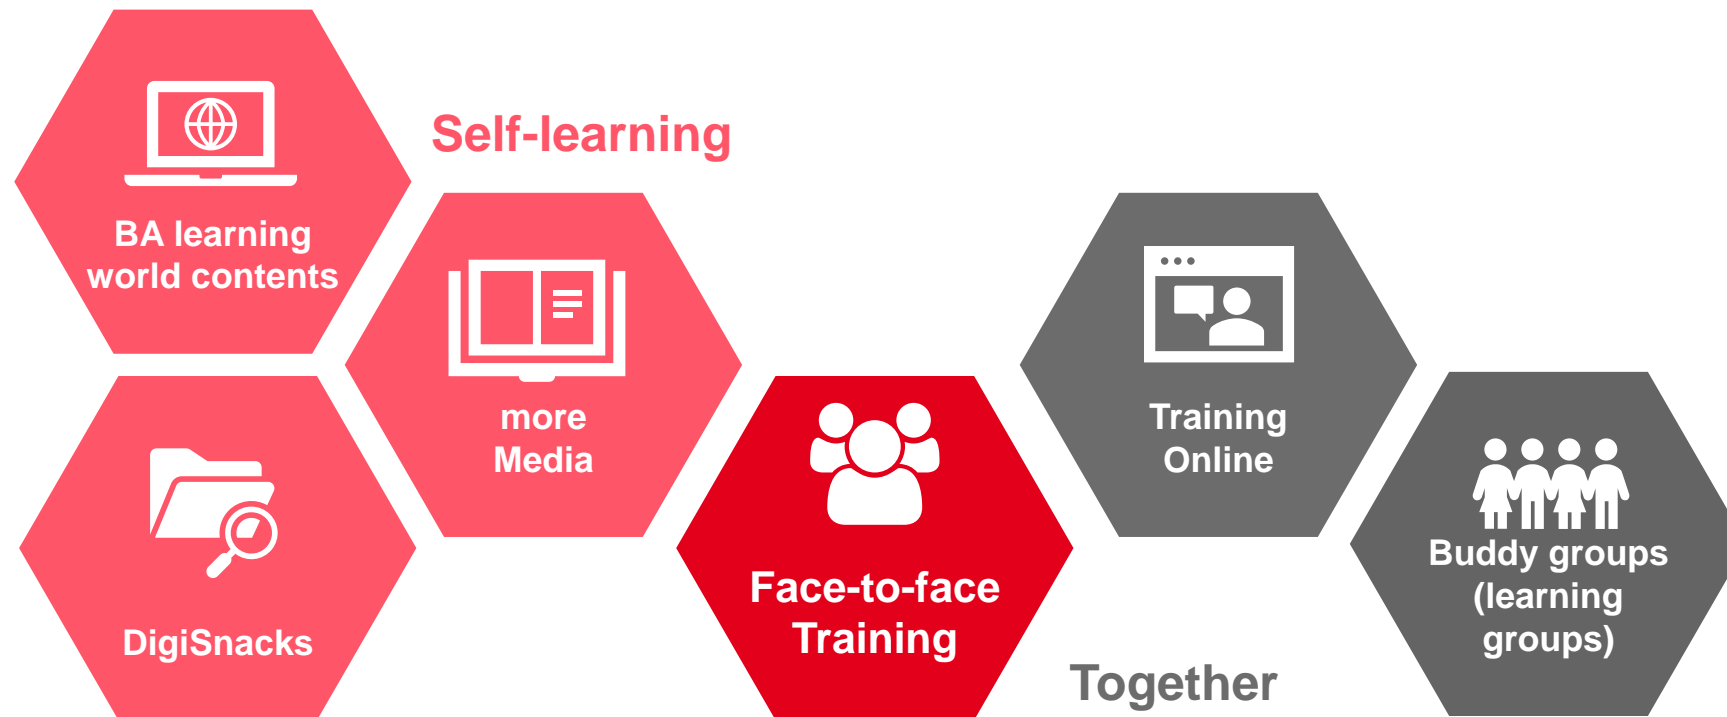 Self-learning
BA learning
world contents
more
Media
DigiSnacks
Face-to-face
Training
Training
Online
Buddy groups
(learning
groups)
Together